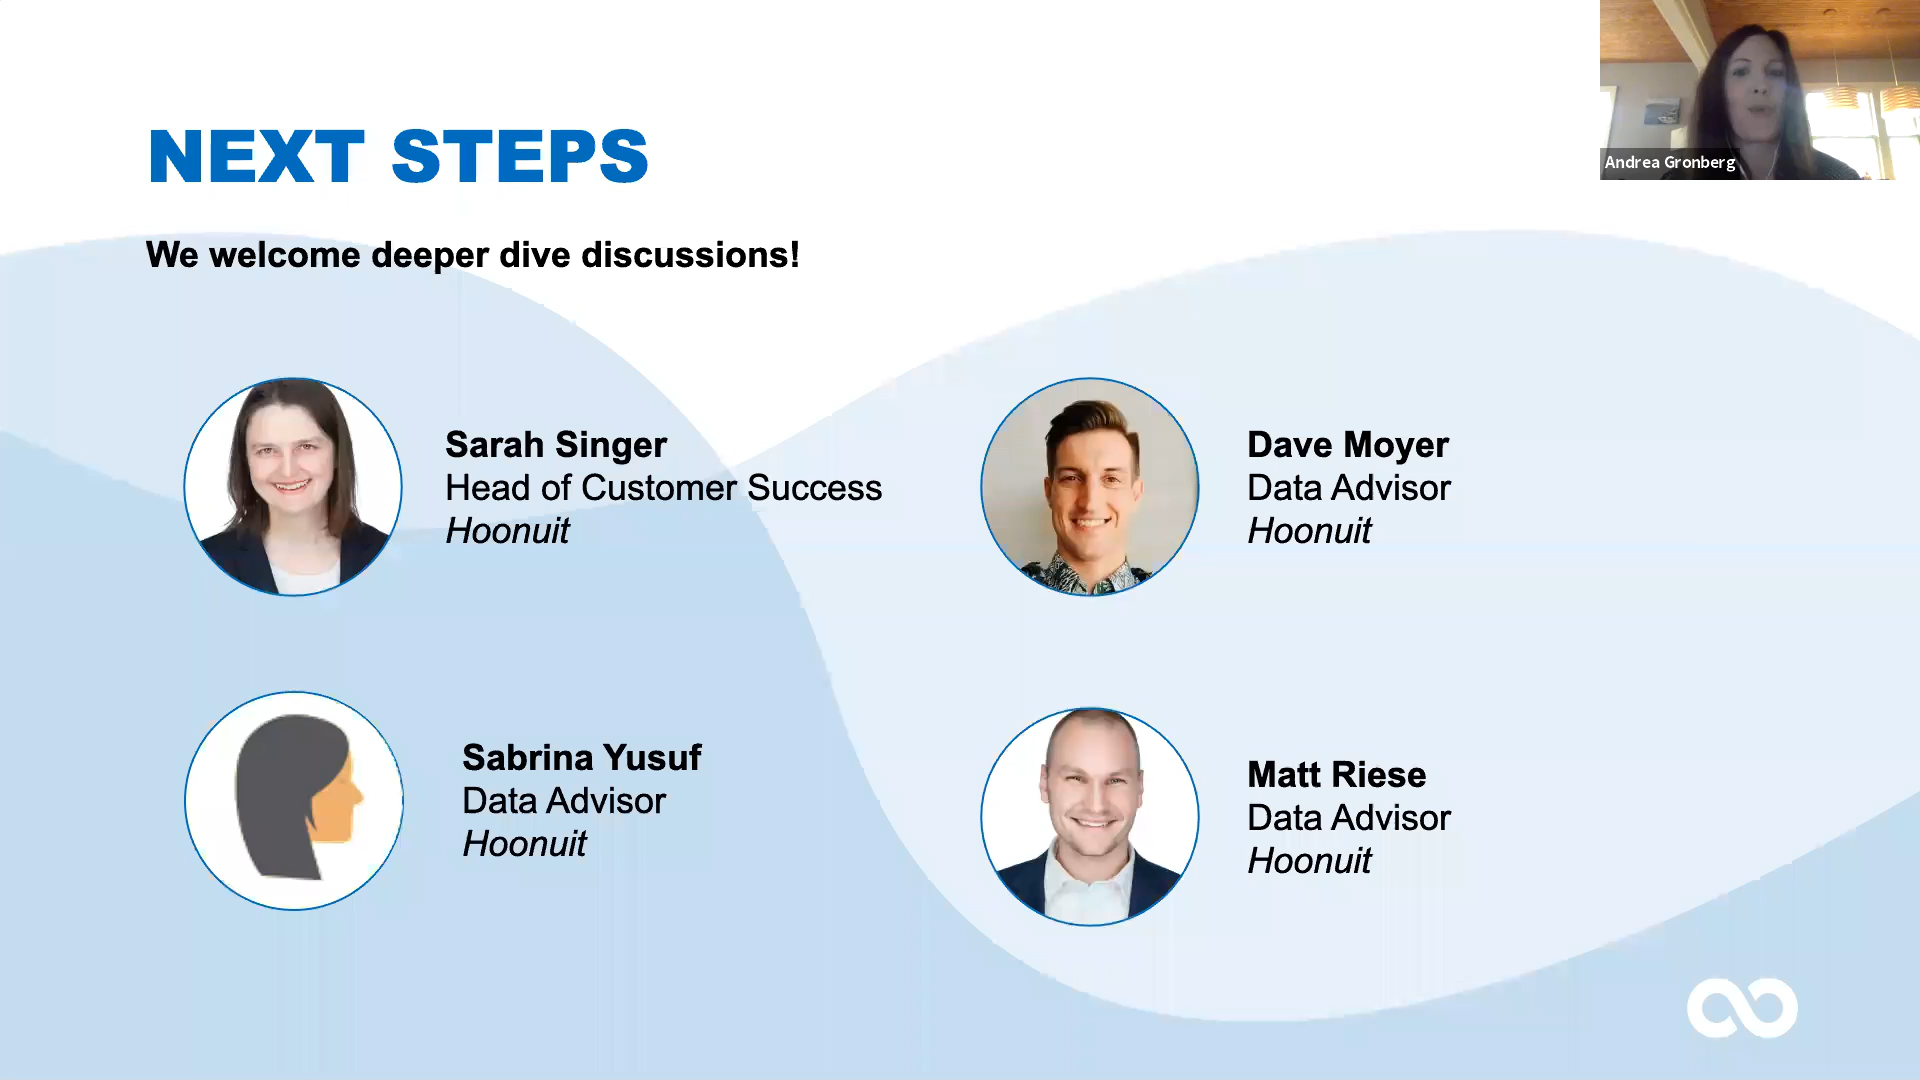 Andrea Gronberg
NEXT STEPS
We welcome deeper dive discussions!
Sarah Singer
Head of Customer Success
Hoonuit
Dave Moyer
Data Advisor
Hoonuit
Sabrina Yusuf
Data Advisor
Hoonuit
Matt Riese
Data Advisor
Hoonuit